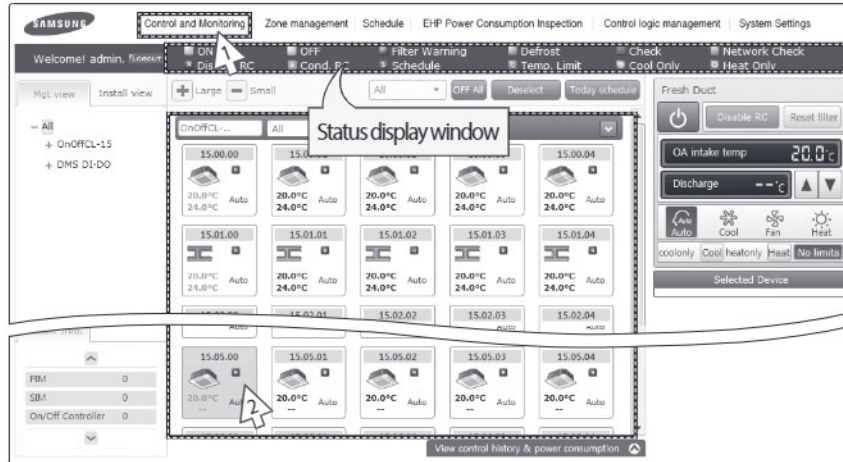 SAMSUNG
Control and Monitoring Zone management Schedule EHP Power Consumption Inspection Control logic management System Settings
Welcome! admin. Logout
ON OFF Filter Warning Defrost Check Network Check
RC Cond. RC Schedule Temp. Limit Cool Only Heat Only
1
Mgt view Install view
Large Small All OFF All Deselect Today schedule
Fresh Duct
Disable RC Reset filter
– All
+ OnOffCL-15
+ DMS DI-DO
OnOffCL-.. All
Status display window
OA intake temp 20.0°C
Discharge --°C
15.00.00 15.00.04
20.0°C 24.0°C Auto 20.0°C 24.0°C Auto 20.0°C 24.0°C Auto 20.0°C 24.0°C Auto 20.0°C 24.0°C Auto
Auto Cool Fan Heat
coolonly Cool heatonly Heat No limits
Selected Device
15.01.00 15.01.01 15.01.02 15.01.03 15.01.04
20.0°C 24.0°C Auto 20.0°C 24.0°C Auto 20.0°C 24.0°C Auto 20.0°C 24.0°C Auto 20.0°C 24.0°C Auto
15.02.01 15.02.02 15.02.03 15.02.04
15.05.00 15.05.01 15.05.02 15.05.03 15.05.04
20.0°C -- Auto 20.0°C -- Auto 20.0°C -- Auto 20.0°C -- Auto 20.0°C -- Auto
2
PIM 0
SIM 0
On/Off Controller 0
View control history & power consumption